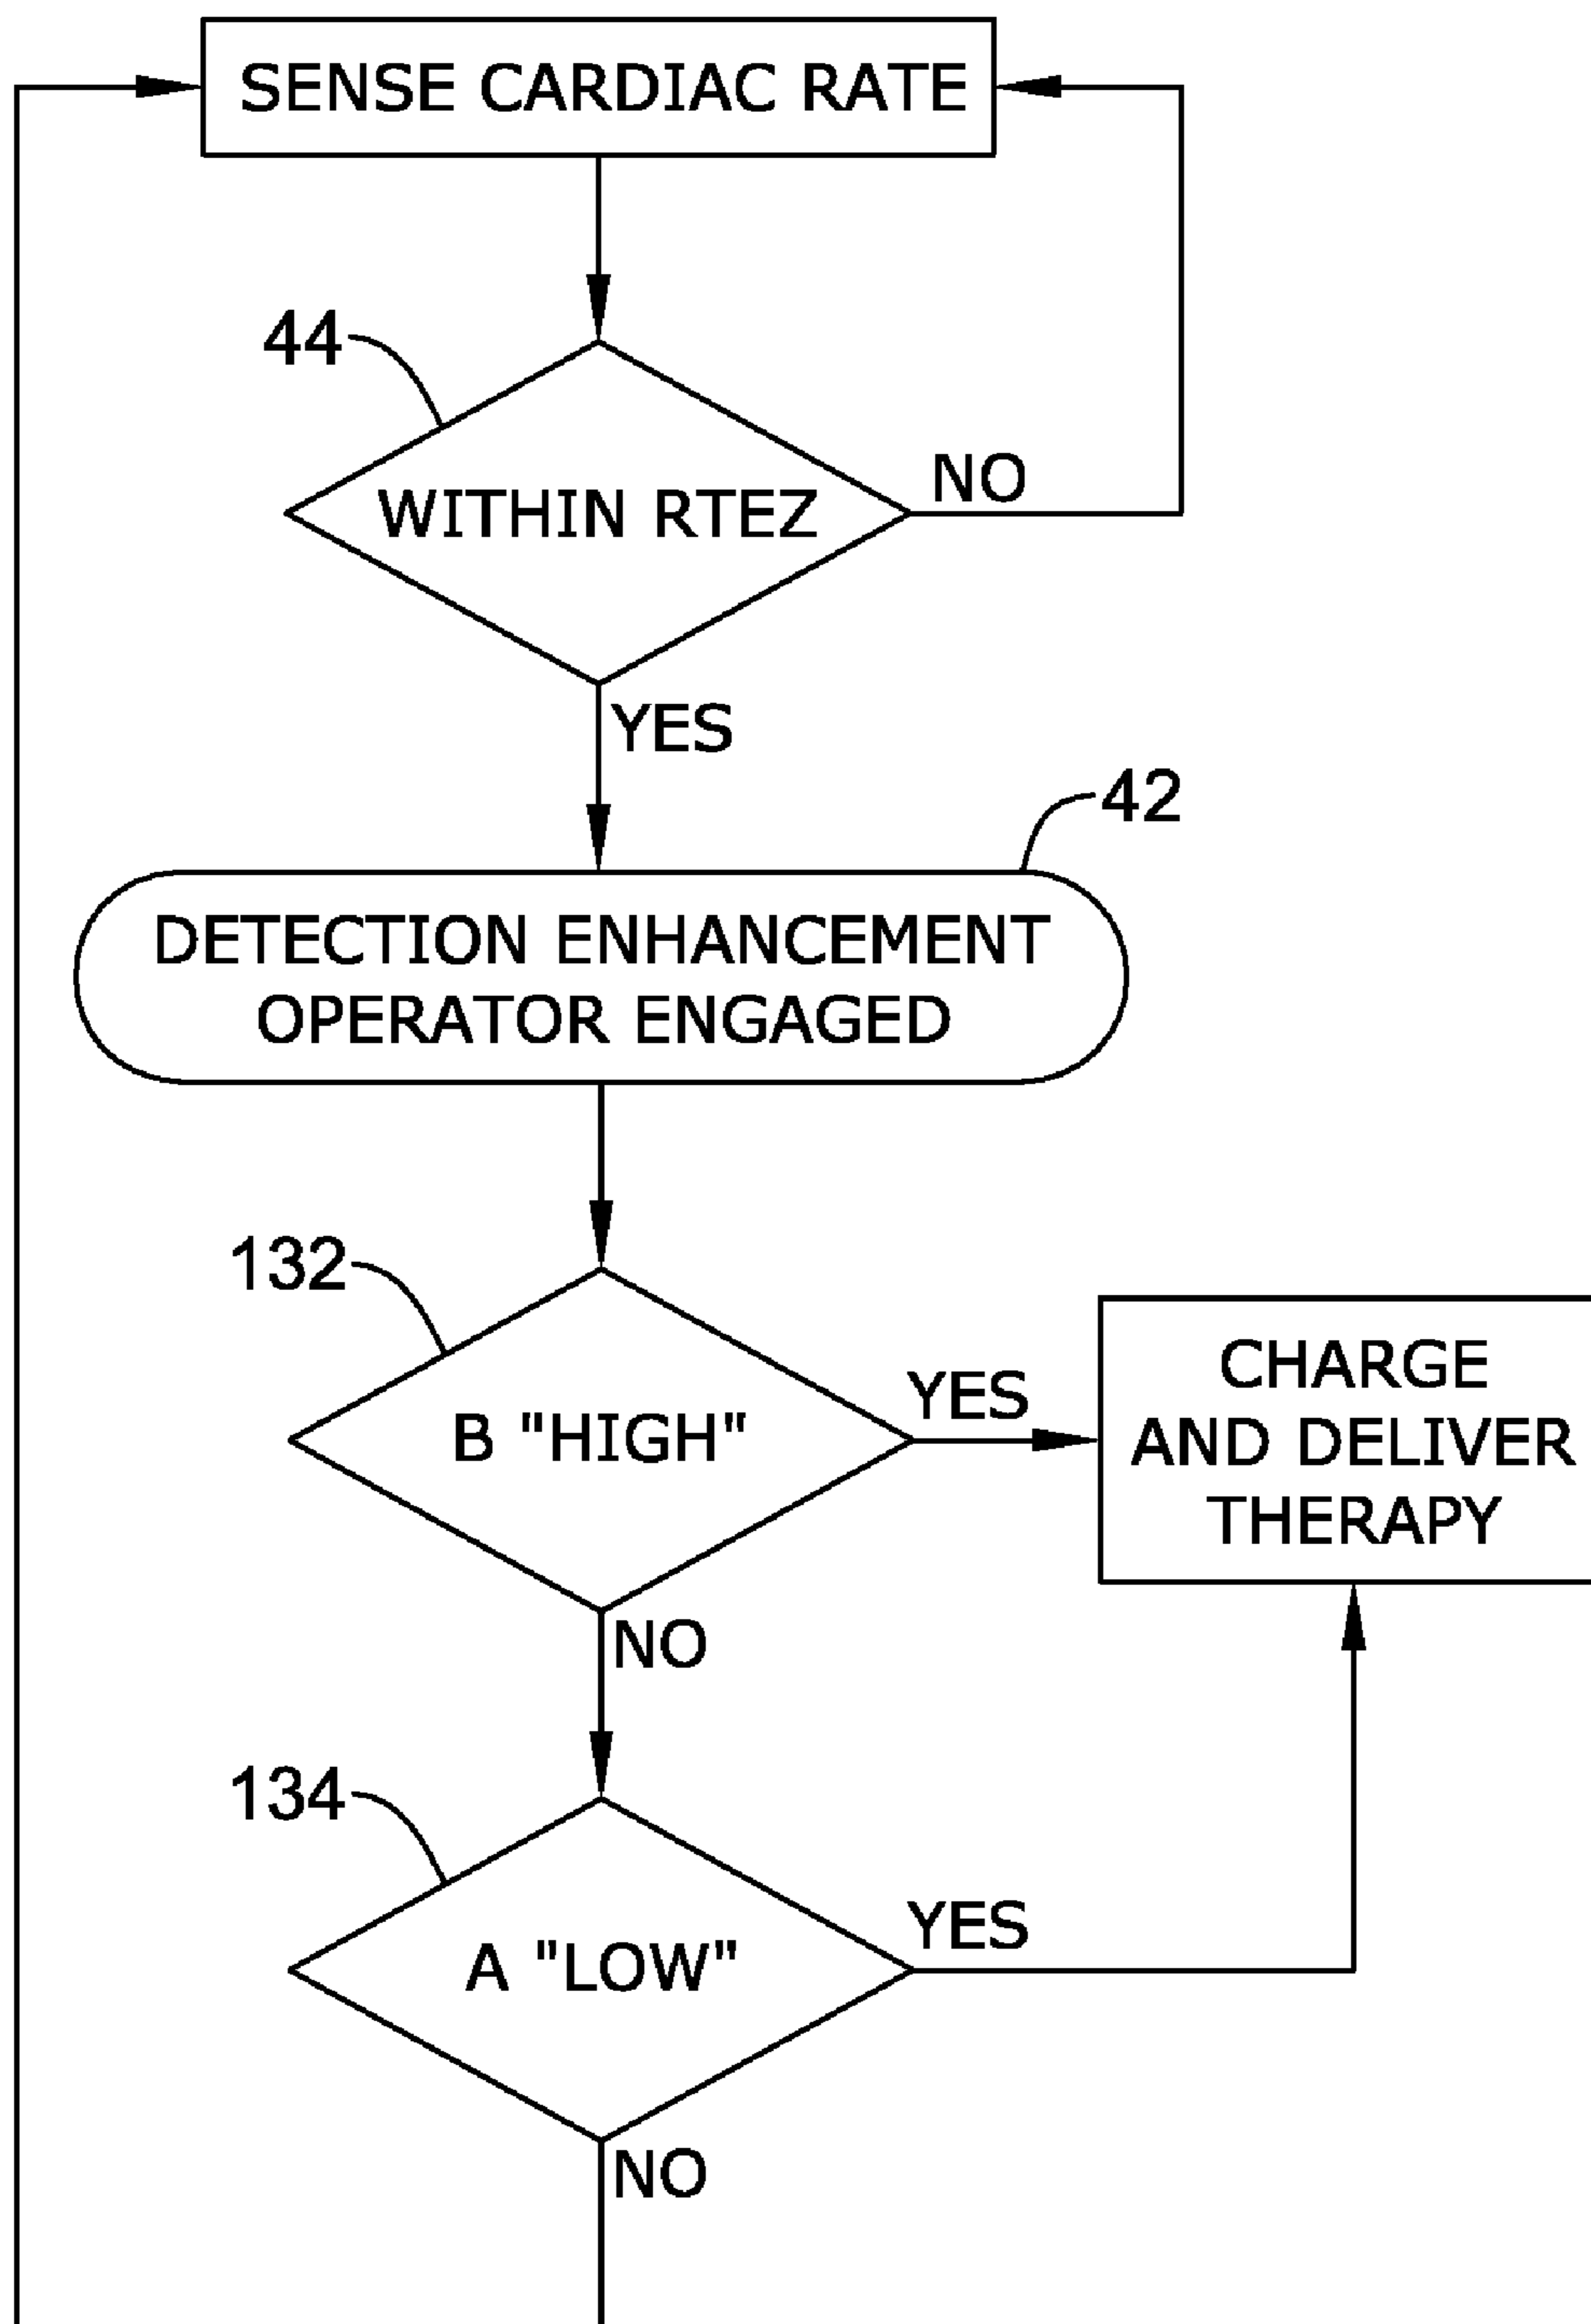 SENSE CARDIAC RATE
44
WITHIN RTEZ
NO
YES
42
DETECTION ENHANCEMENT
OPERATOR ENGAGED
132
B "HIGH"
YES
CHARGE
AND DELIVER
THERAPY
NO
134
A "LOW"
YES
NO